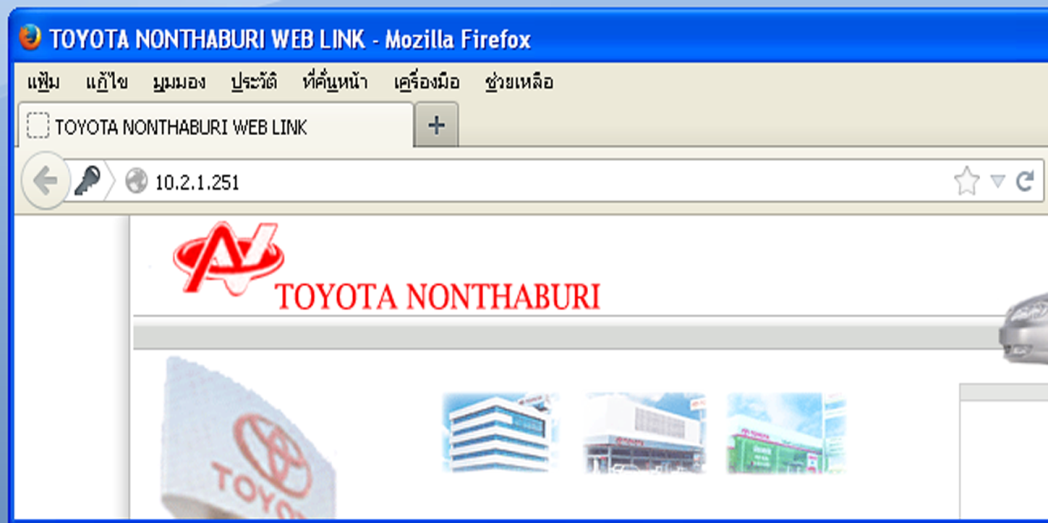 TOYOTA NONTHABURI WEB LINK - Mozilla Firefox
แฟ้ม แก้ไข มุมมอง ประวัติ ที่คั่นหน้า เครื่องมือ ช่วยเหลือ
TOYOTA NONTHABURI WEB LINK
10.2.1.251
TOYOTA NONTHABURI
TOYO